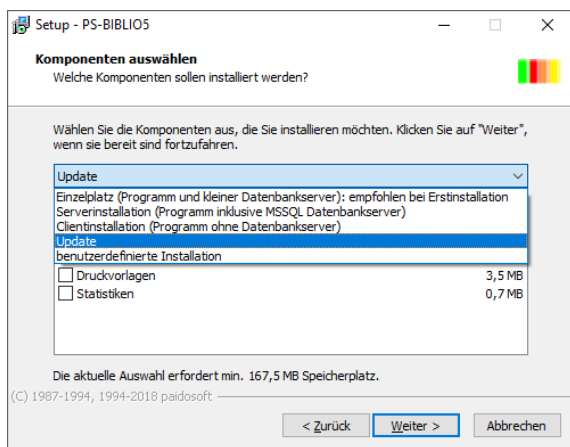 Setup - PS-BIBLIO5
Komponenten auswählen
Welche Komponenten sollen installiert werden?
Wählen Sie die Komponenten aus, die Sie installieren möchten. Klicken Sie auf "Weiter",
wenn sie bereit sind fortzufahren.
Update
Einzelplatz (Programm und kleiner Datenbankserver): empfohlen bei Erstinstallation
Serverinstallation (Programm inklusive MSSQL Datenbankserver)
Clientinstallation (Programm ohne Datenbankserver)
Update
benutzerdefinierte Installation
Druckvorlagen 3,5 MB
Statistiken 0,7 MB
Die aktuelle Auswahl erfordert min. 167,5 MB Speicherplatz.
(C) 1987-1994, 1994-2018 paidosoft
< Zurück Weiter > Abbrechen